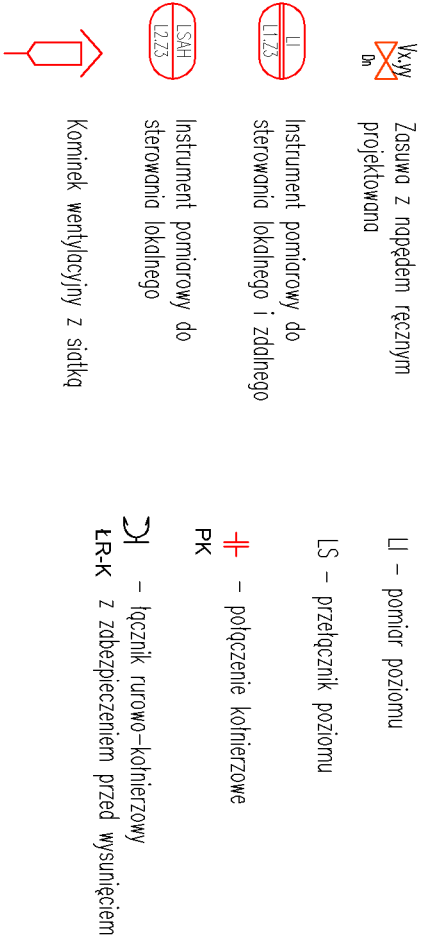 Vx.yy
Dn
Zasuwa z napędem ręcznym
projektowana
LI
L1.Z3
Instrument pomiarowy do
sterowania lokalnego i zdalnego
LSAH
L2.Z3
Instrument pomiarowy do
sterowania lokalnego
Kominek wentylacyjny z siatką
LI – pomiar poziomu
LS – przełącznik poziomu
– połączenie kołnierzowe
PK
– łącznik rurowo-kołnierzowy
ŁR-K z zabezpieczeniem przed wysunięciem